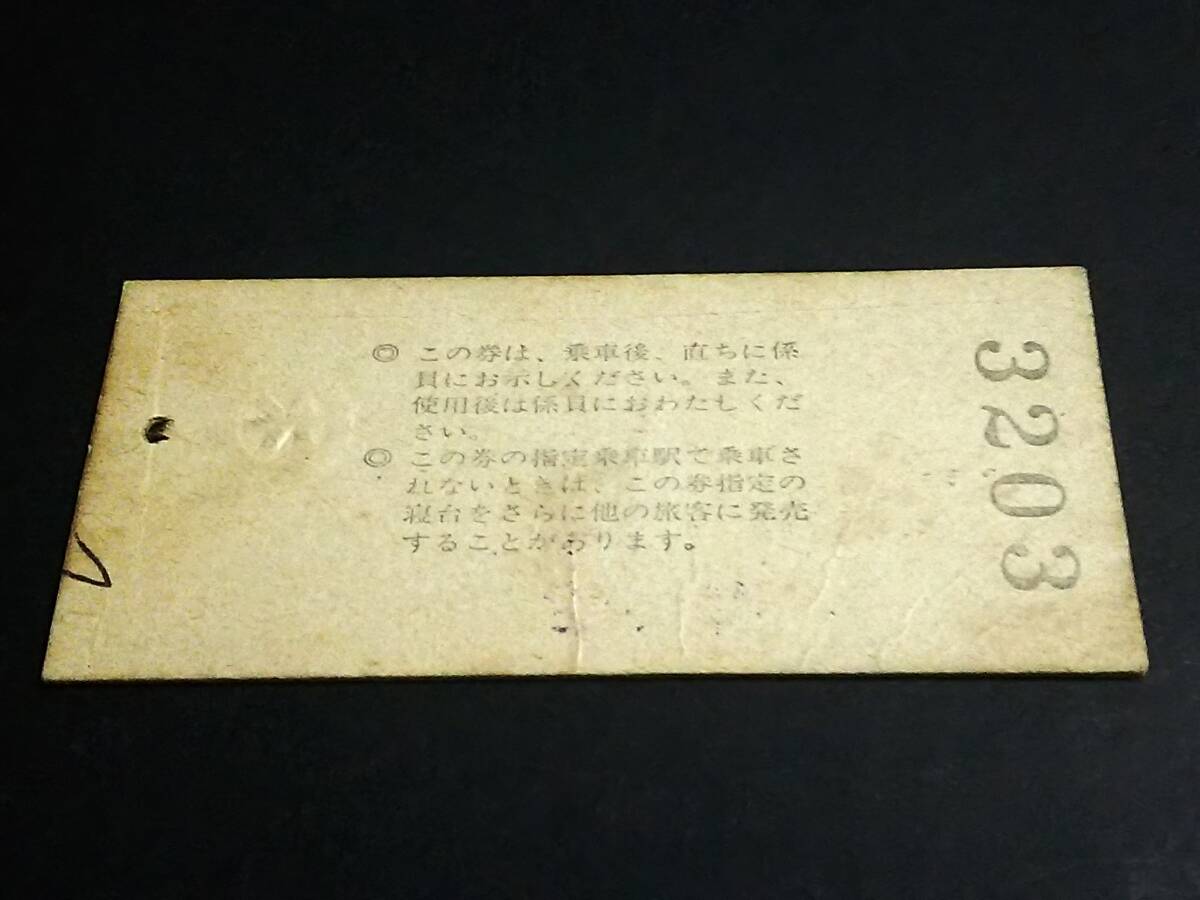 ◎ この券は、乗車後、直ちに係
員にお示しください。また、
使用後は係員におわたしくだ
さい。
◎ この券の指定乗車駅で乗車さ
れないときは、この券指定の
寝台をさらに他の旅客に発売
することがあります。
3203